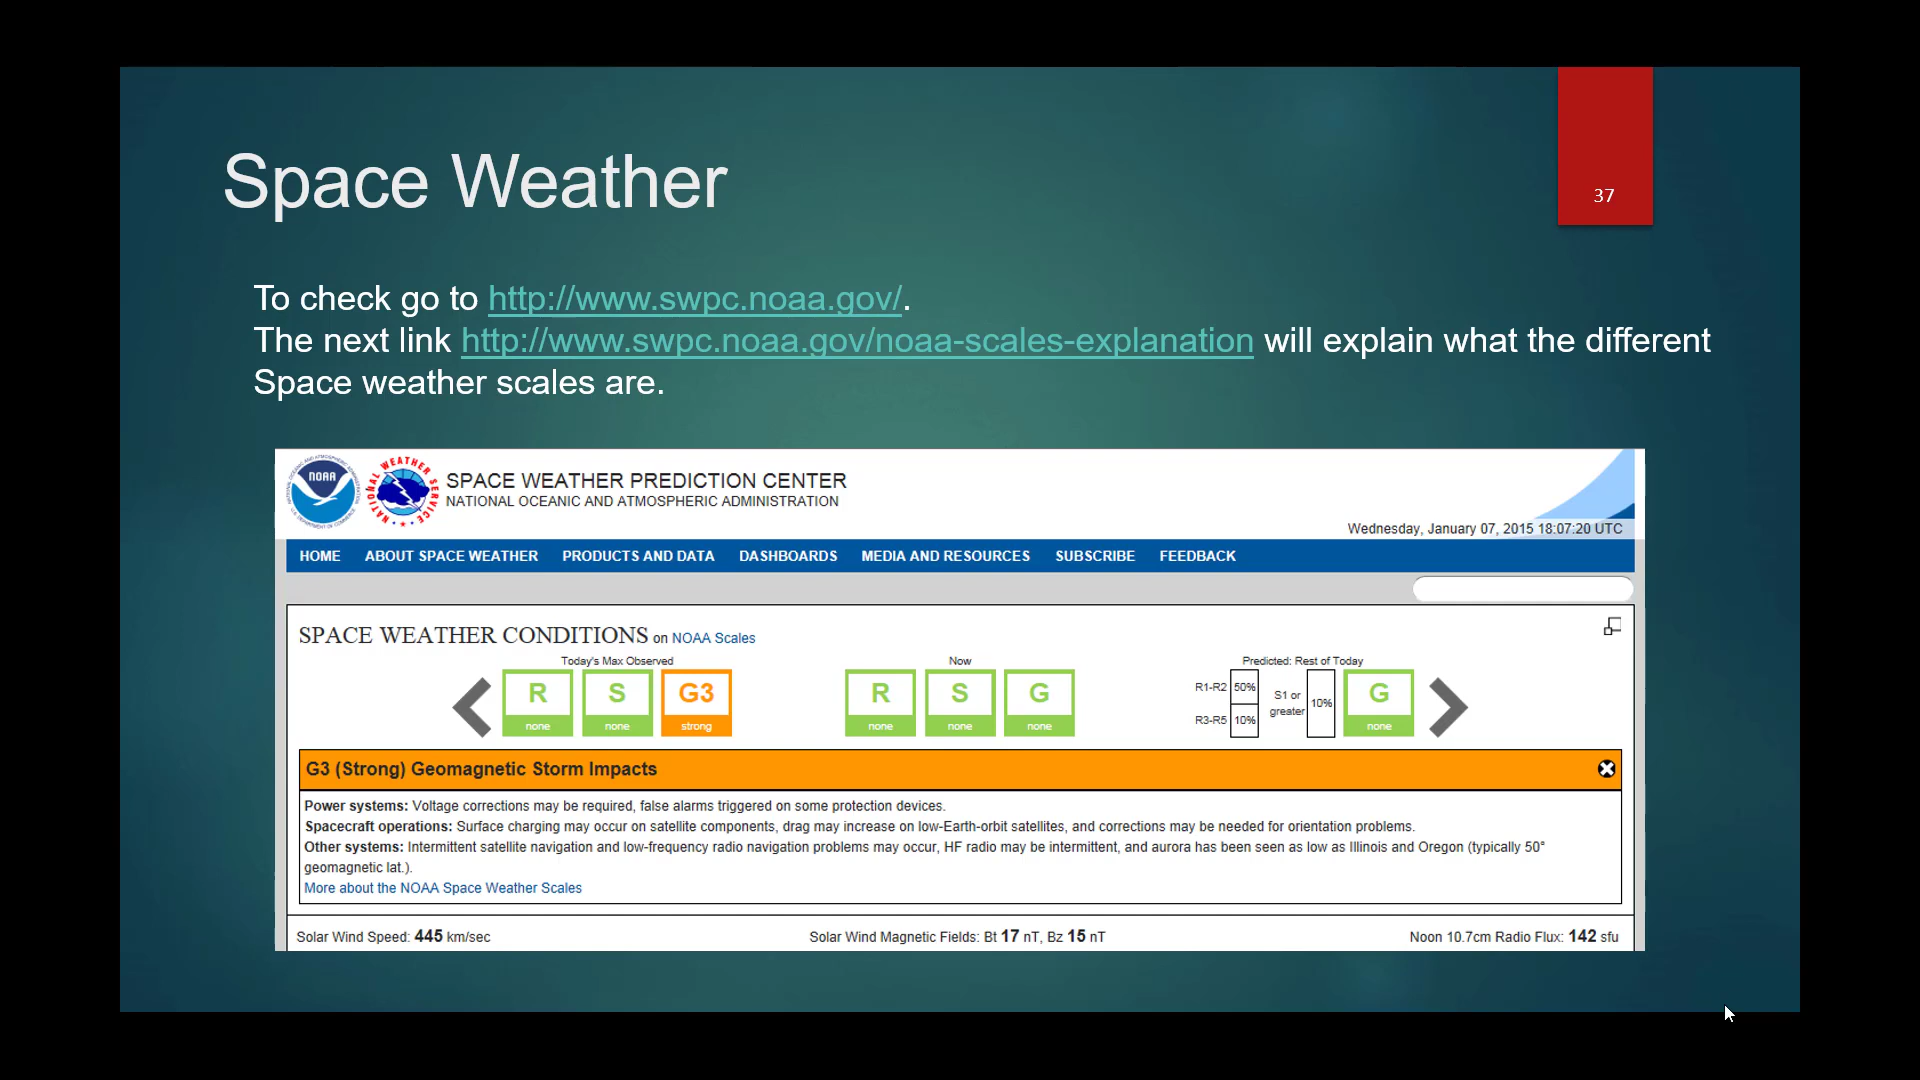 Space Weather
37
To check go to http://www.swpc.noaa.gov/.
The next link http://www.swpc.noaa.gov/noaa-scales-explanation will explain what the different
Space weather scales are.
NOAA
NATIONAL WEATHER SERVICE
SPACE WEATHER PREDICTION CENTER
NATIONAL OCEANIC AND ATMOSPHERIC ADMINISTRATION
Wednesday, January 07, 2015 18:07:20 UTC
HOME ABOUT SPACE WEATHER PRODUCTS AND DATA DASHBOARDS MEDIA AND RESOURCES SUBSCRIBE FEEDBACK
SPACE WEATHER CONDITIONS on NOAA Scales
Today's Max Observed Now Predicted: Rest of Today
R S G3 R S G R1-R2 50% S1 or greater 10% G
R3-R5 10%
none none strong none none none none
G3 (Strong) Geomagnetic Storm Impacts
Power systems: Voltage corrections may be required, false alarms triggered on some protection devices.
Spacecraft operations: Surface charging may occur on satellite components, drag may increase on low-Earth-orbit satellites, and corrections may be needed for orientation problems.
Other systems: Intermittent satellite navigation and low-frequency radio navigation problems may occur, HF radio may be intermittent, and aurora has been seen as low as Illinois and Oregon (typically 50°
geomagnetic lat.).
More about the NOAA Space Weather Scales
Solar Wind Speed: 445 km/sec Solar Wind Magnetic Fields: Bt 17 nT, Bz 15 nT Noon 10.7cm Radio Flux: 142 sfu